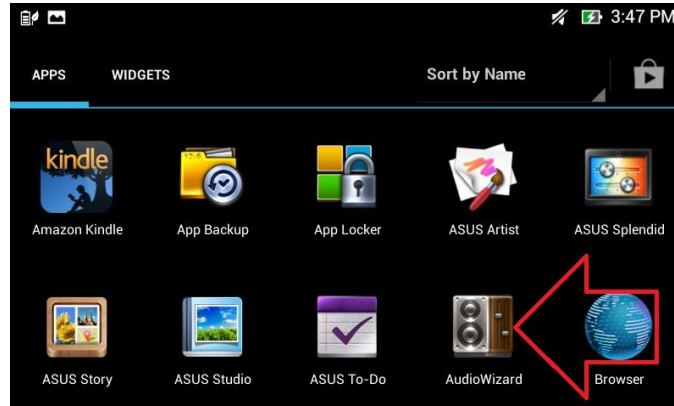 3:47 PM
APPS WIDGETS Sort by Name
kindle
Amazon Kindle App Backup App Locker ASUS Artist ASUS Splendid
ASUS Story ASUS Studio ASUS To-Do AudioWizard Browser